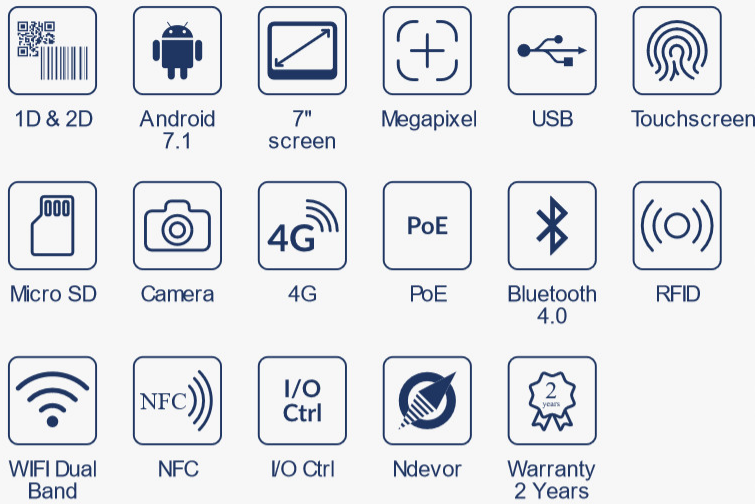 1D & 2D
Android
7.1
7"
screen
Megapixel
USB
Touchscreen
4G
PoE
Micro SD
Camera
4G
PoE
Bluetooth
4.0
RFID
NFC
I/O
Ctrl
2
years
WIFI Dual
Band
NFC
I/O Ctrl
Ndevor
Warranty
2 Years